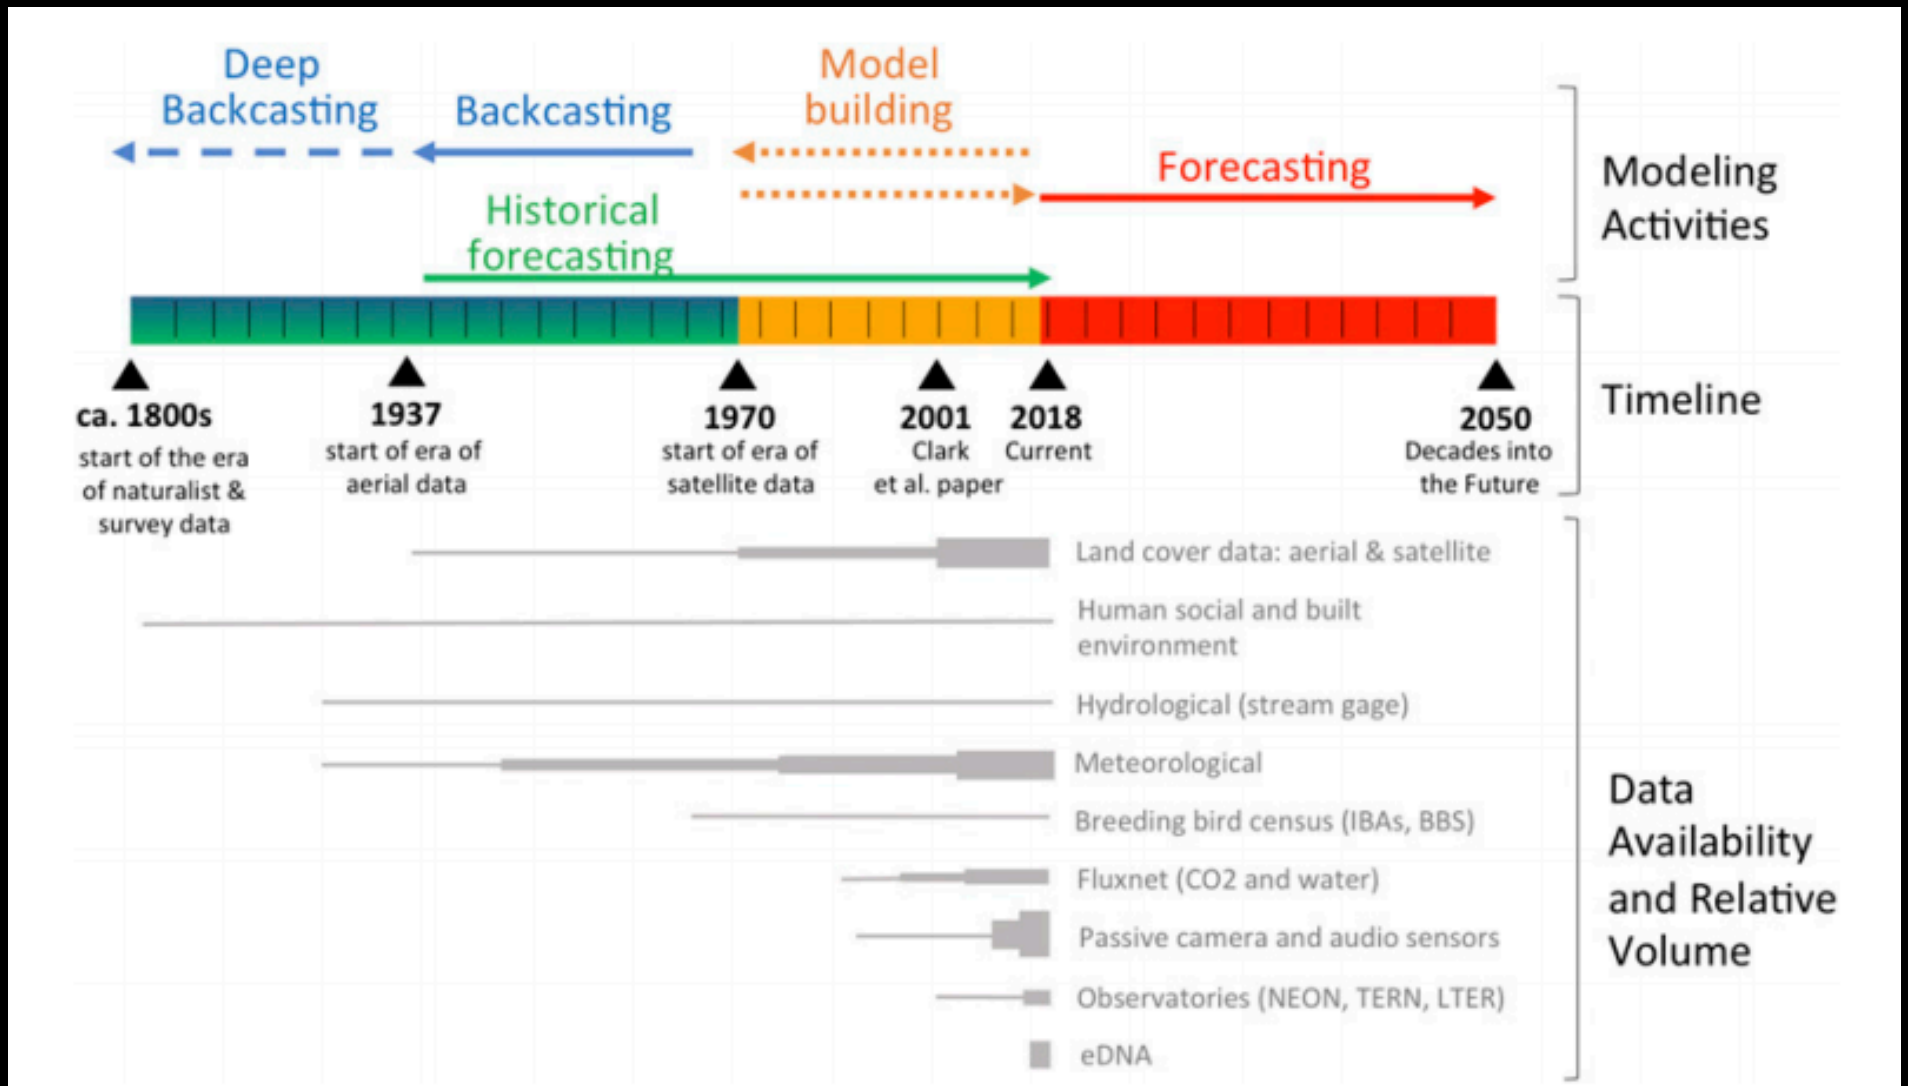 Deep
Backcasting
Backcasting
Model
building
Forecasting
Historical
forecasting
Modeling
Activities
ca. 1800s
start of the era
of naturalist &
survey data
1937
start of era of
aerial data
1970
start of era of
satellite data
2001
Clark
et al. paper
2018
Current
2050
Decades into
the Future
Timeline
Land cover data: aerial & satellite
Human social and built
environment
Hydrological (stream gage)
Meteorological
Breeding bird census (IBAs, BBS)
Fluxnet (CO2 and water)
Passive camera and audio sensors
Observatories (NEON, TERN, LTER)
eDNA
Data
Availability
and Relative
Volume